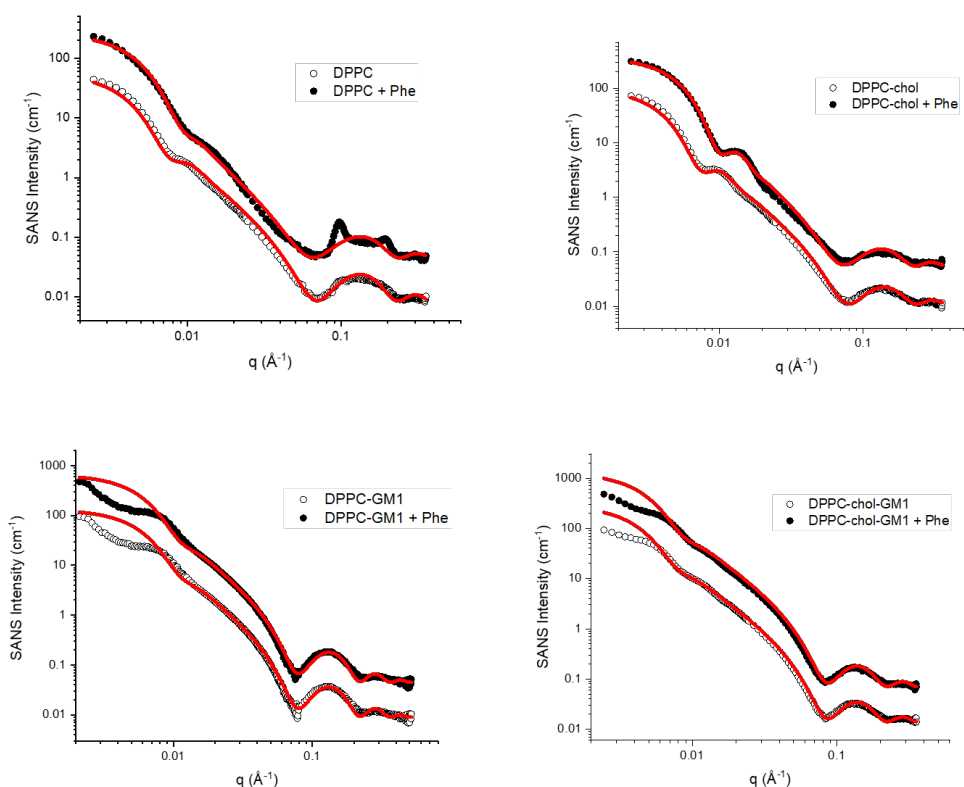 DPPC
DPPC + Phe
100
10
1
0.1
0.01
SANS Intensity (cm⁻¹)
0.01
0.1
q (Å⁻¹)
DPPC-chol
DPPC-chol + Phe
100
10
1
0.1
0.01
SANS Intensity (cm⁻¹)
0.01
0.1
q (Å⁻¹)
DPPC-GM1
DPPC-GM1 + Phe
1000
100
10
1
0.1
0.01
SANS Intensity (cm⁻¹)
0.01
0.1
q (Å⁻¹)
DPPC-chol-GM1
DPPC-chol-GM1 + Phe
1000
100
10
1
0.1
0.01
SANS Intensity (cm⁻¹)
0.01
0.1
q (Å⁻¹)